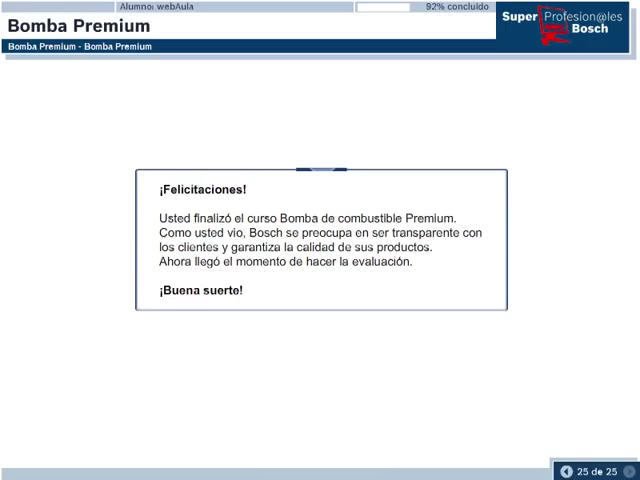 Alumno: webAula
92% concluido
Bomba Premium
Super Profesion@les
Bosch
Bomba Premium - Bomba Premium
¡Felicitaciones!
Usted finalizó el curso Bomba de combustible Premium.
Como usted vio, Bosch se preocupa en ser transparente con
los clientes y garantiza la calidad de sus productos.
Ahora llegó el momento de hacer la evaluación.
¡Buena suerte!
25 de 25